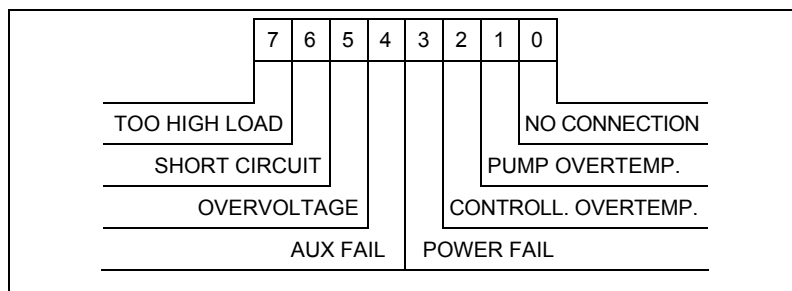 7 6 5 4 3 2 1 0
TOO HIGH LOAD NO CONNECTION
SHORT CIRCUIT PUMP OVERTEMP.
OVERVOLTAGE CONTROLL. OVERTEMP.
AUX FAIL POWER FAIL